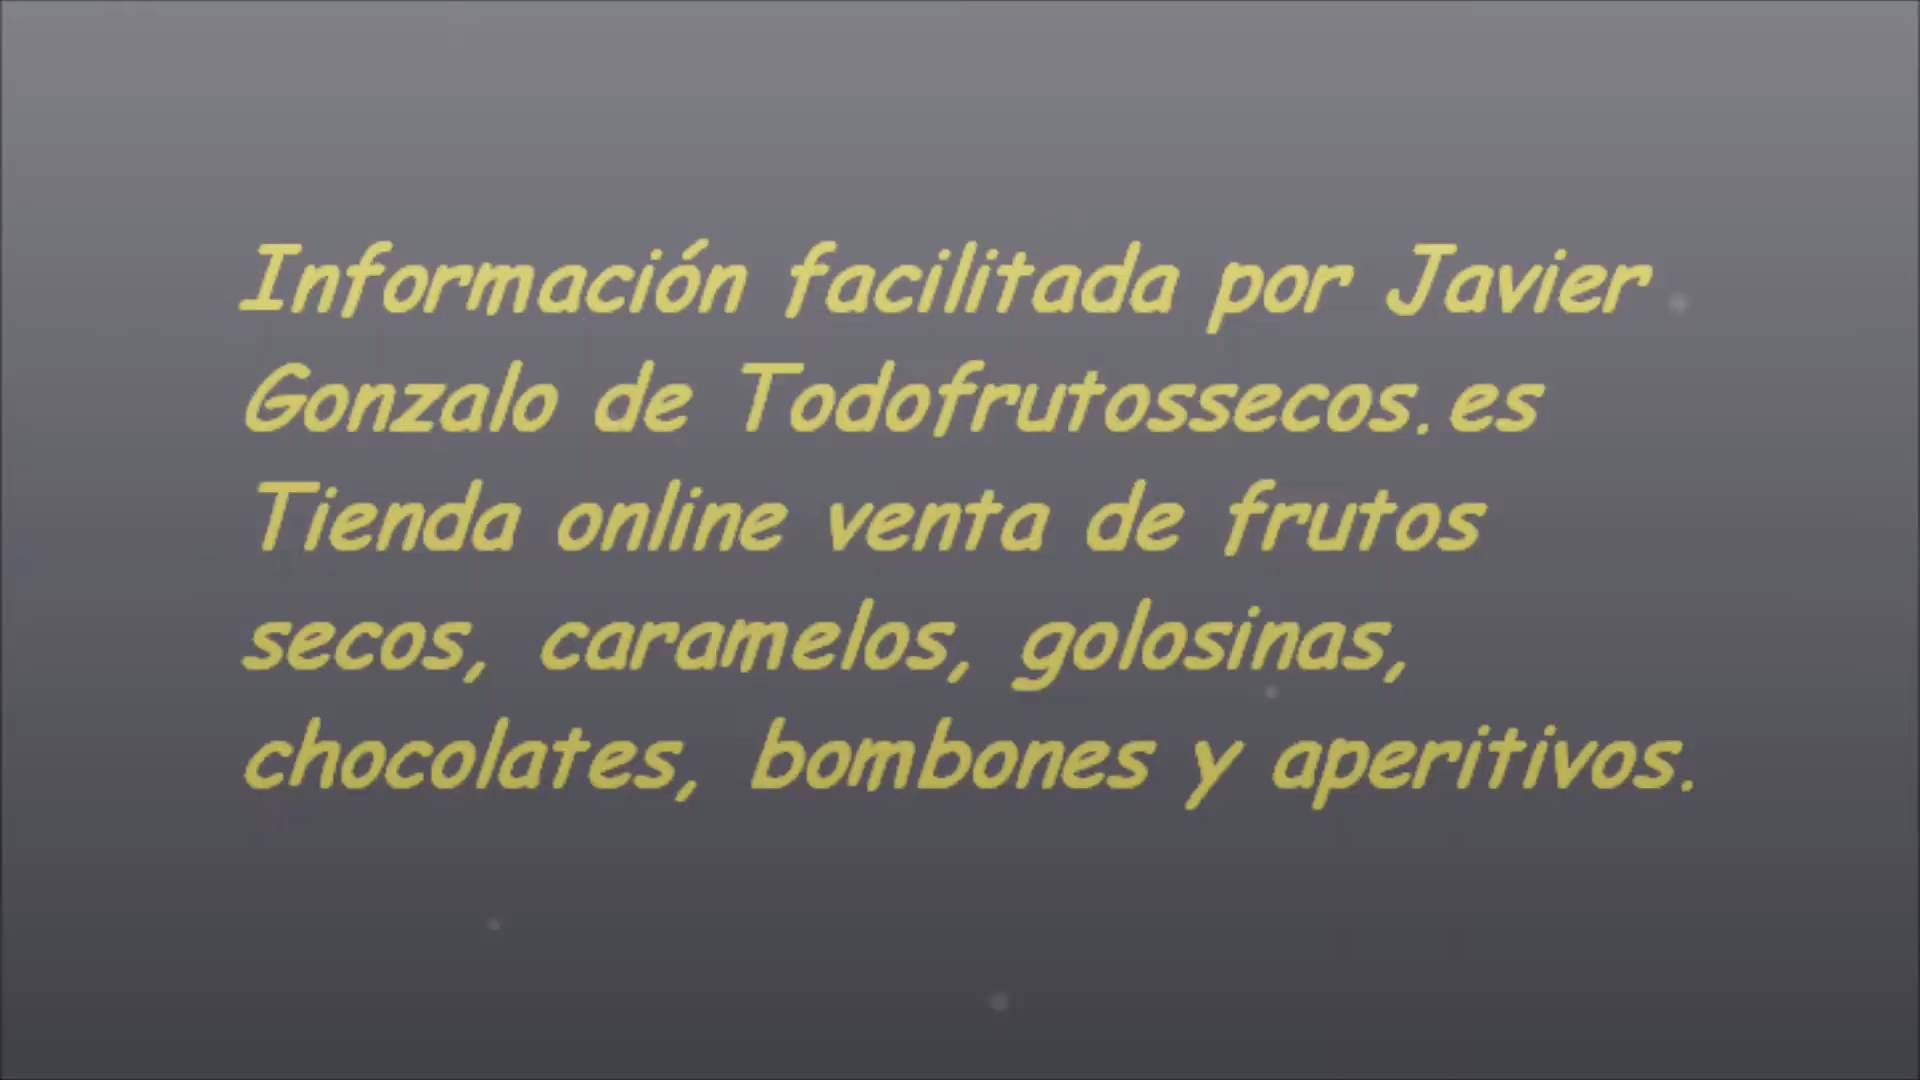 Información facilitada por Javier
Gonzalo de Todofrutossecos.es
Tienda online venta de frutos
secos, caramelos, golosinas,
chocolates, bombones y aperitivos.